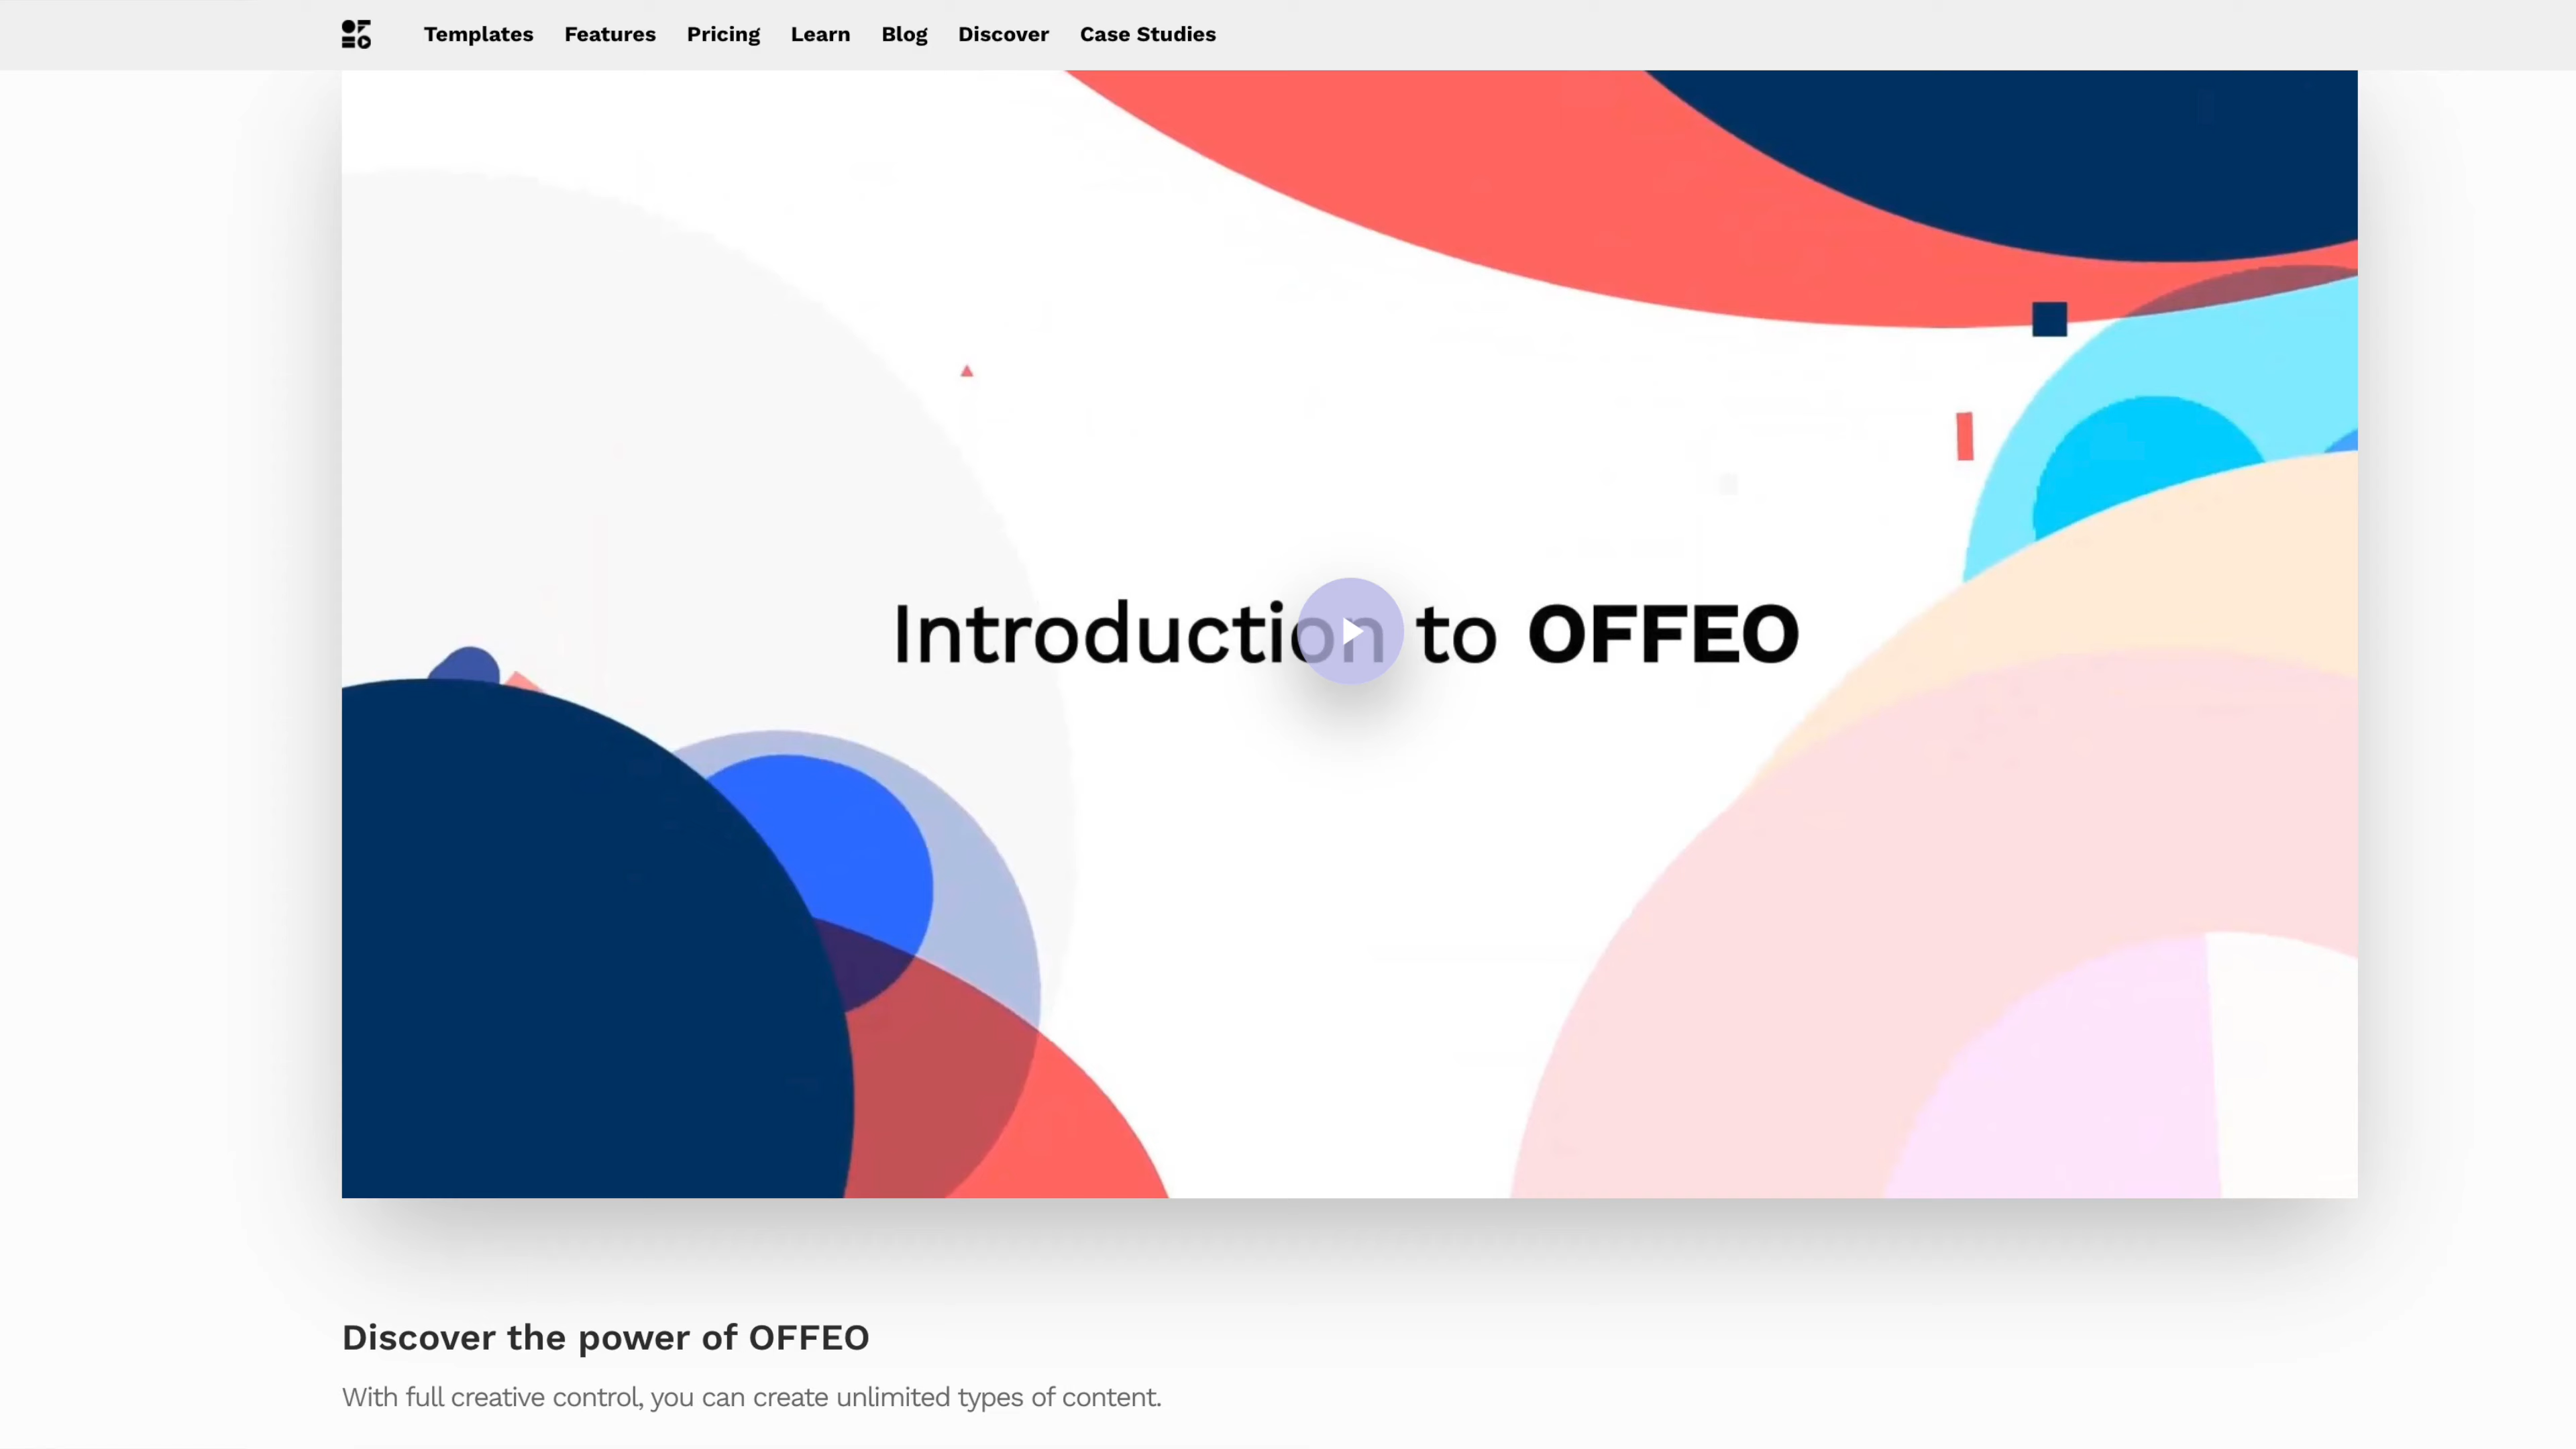 Templates Features Pricing Learn Blog Discover Case Studies
Introduction to OFFEO
Discover the power of OFFEO
With full creative control, you can create unlimited types of content.